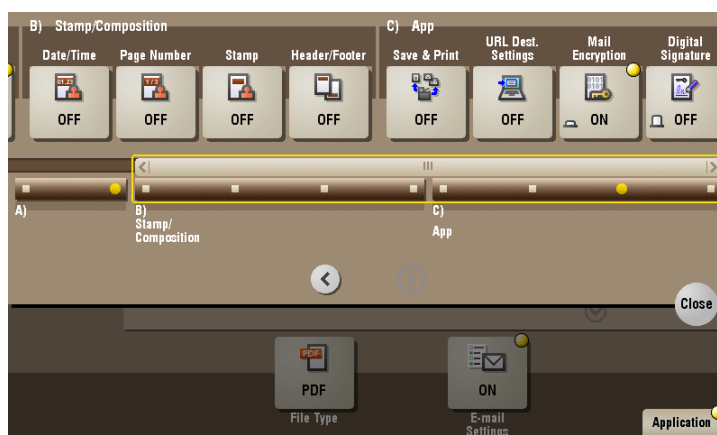 B) Stamp/Composition
C) App
Date/Time
Page Number
Stamp
Header/Footer
Save & Print
URL Dest.
Settings
Mail
Encryption
Digital
Signature
01.23
1/3
0101
101
OFF
OFF
OFF
OFF
OFF
OFF
ON
OFF
A)
B)
Stamp/
Composition
C)
App
Close
PDF
PDF
File Type
ON
E-mail
Settings
Application